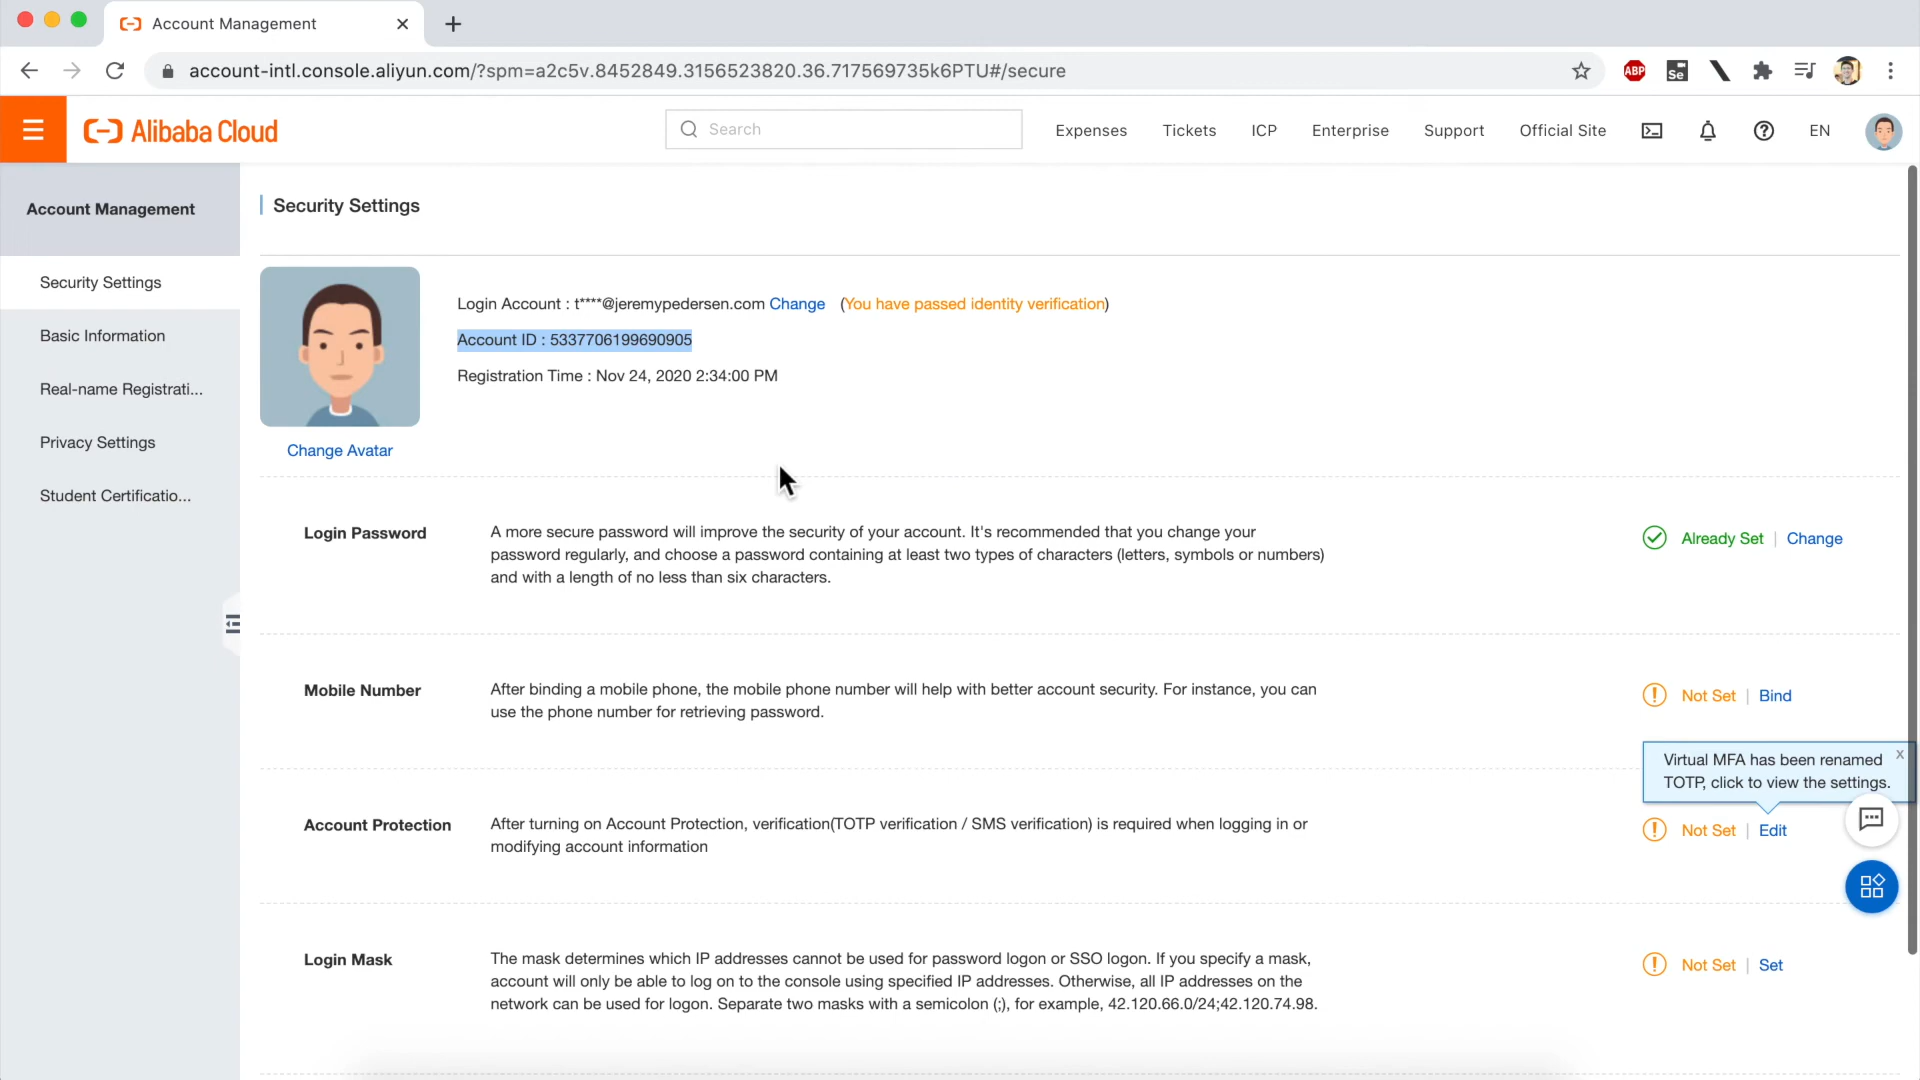 Account Management
account-intl.console.aliyun.com/?spm=a2c5v.8452849.3156523820.36.717569735k6PTU#/secure
ABP
Se
Alibaba Cloud
Search
Expenses
Tickets
ICP
Enterprise
Support
Official Site
EN
Account Management
Security Settings
Basic Information
Real-name Registrati...
Privacy Settings
Student Certificatio...
Security Settings
Login Account : t****@jeremypedersen.com Change (You have passed identity verification)
Account ID : 5337706199690905
Registration Time : Nov 24, 2020 2:34:00 PM
Change Avatar
Login Password
A more secure password will improve the security of your account. It's recommended that you change your
password regularly, and choose a password containing at least two types of characters (letters, symbols or numbers)
and with a length of no less than six characters.
Already Set | Change
Mobile Number
After binding a mobile phone, the mobile phone number will help with better account security. For instance, you can
use the phone number for retrieving password.
Not Set | Bind
Virtual MFA has been renamed
TOTP, click to view the settings.
x
Account Protection
After turning on Account Protection, verification(TOTP verification / SMS verification) is required when logging in or
modifying account information
Not Set | Edit
Login Mask
The mask determines which IP addresses cannot be used for password logon or SSO logon. If you specify a mask,
account will only be able to log on to the console using specified IP addresses. Otherwise, all IP addresses on the
network can be used for logon. Separate two masks with a semicolon (;), for example, 42.120.66.0/24;42.120.74.98.
Not Set | Set